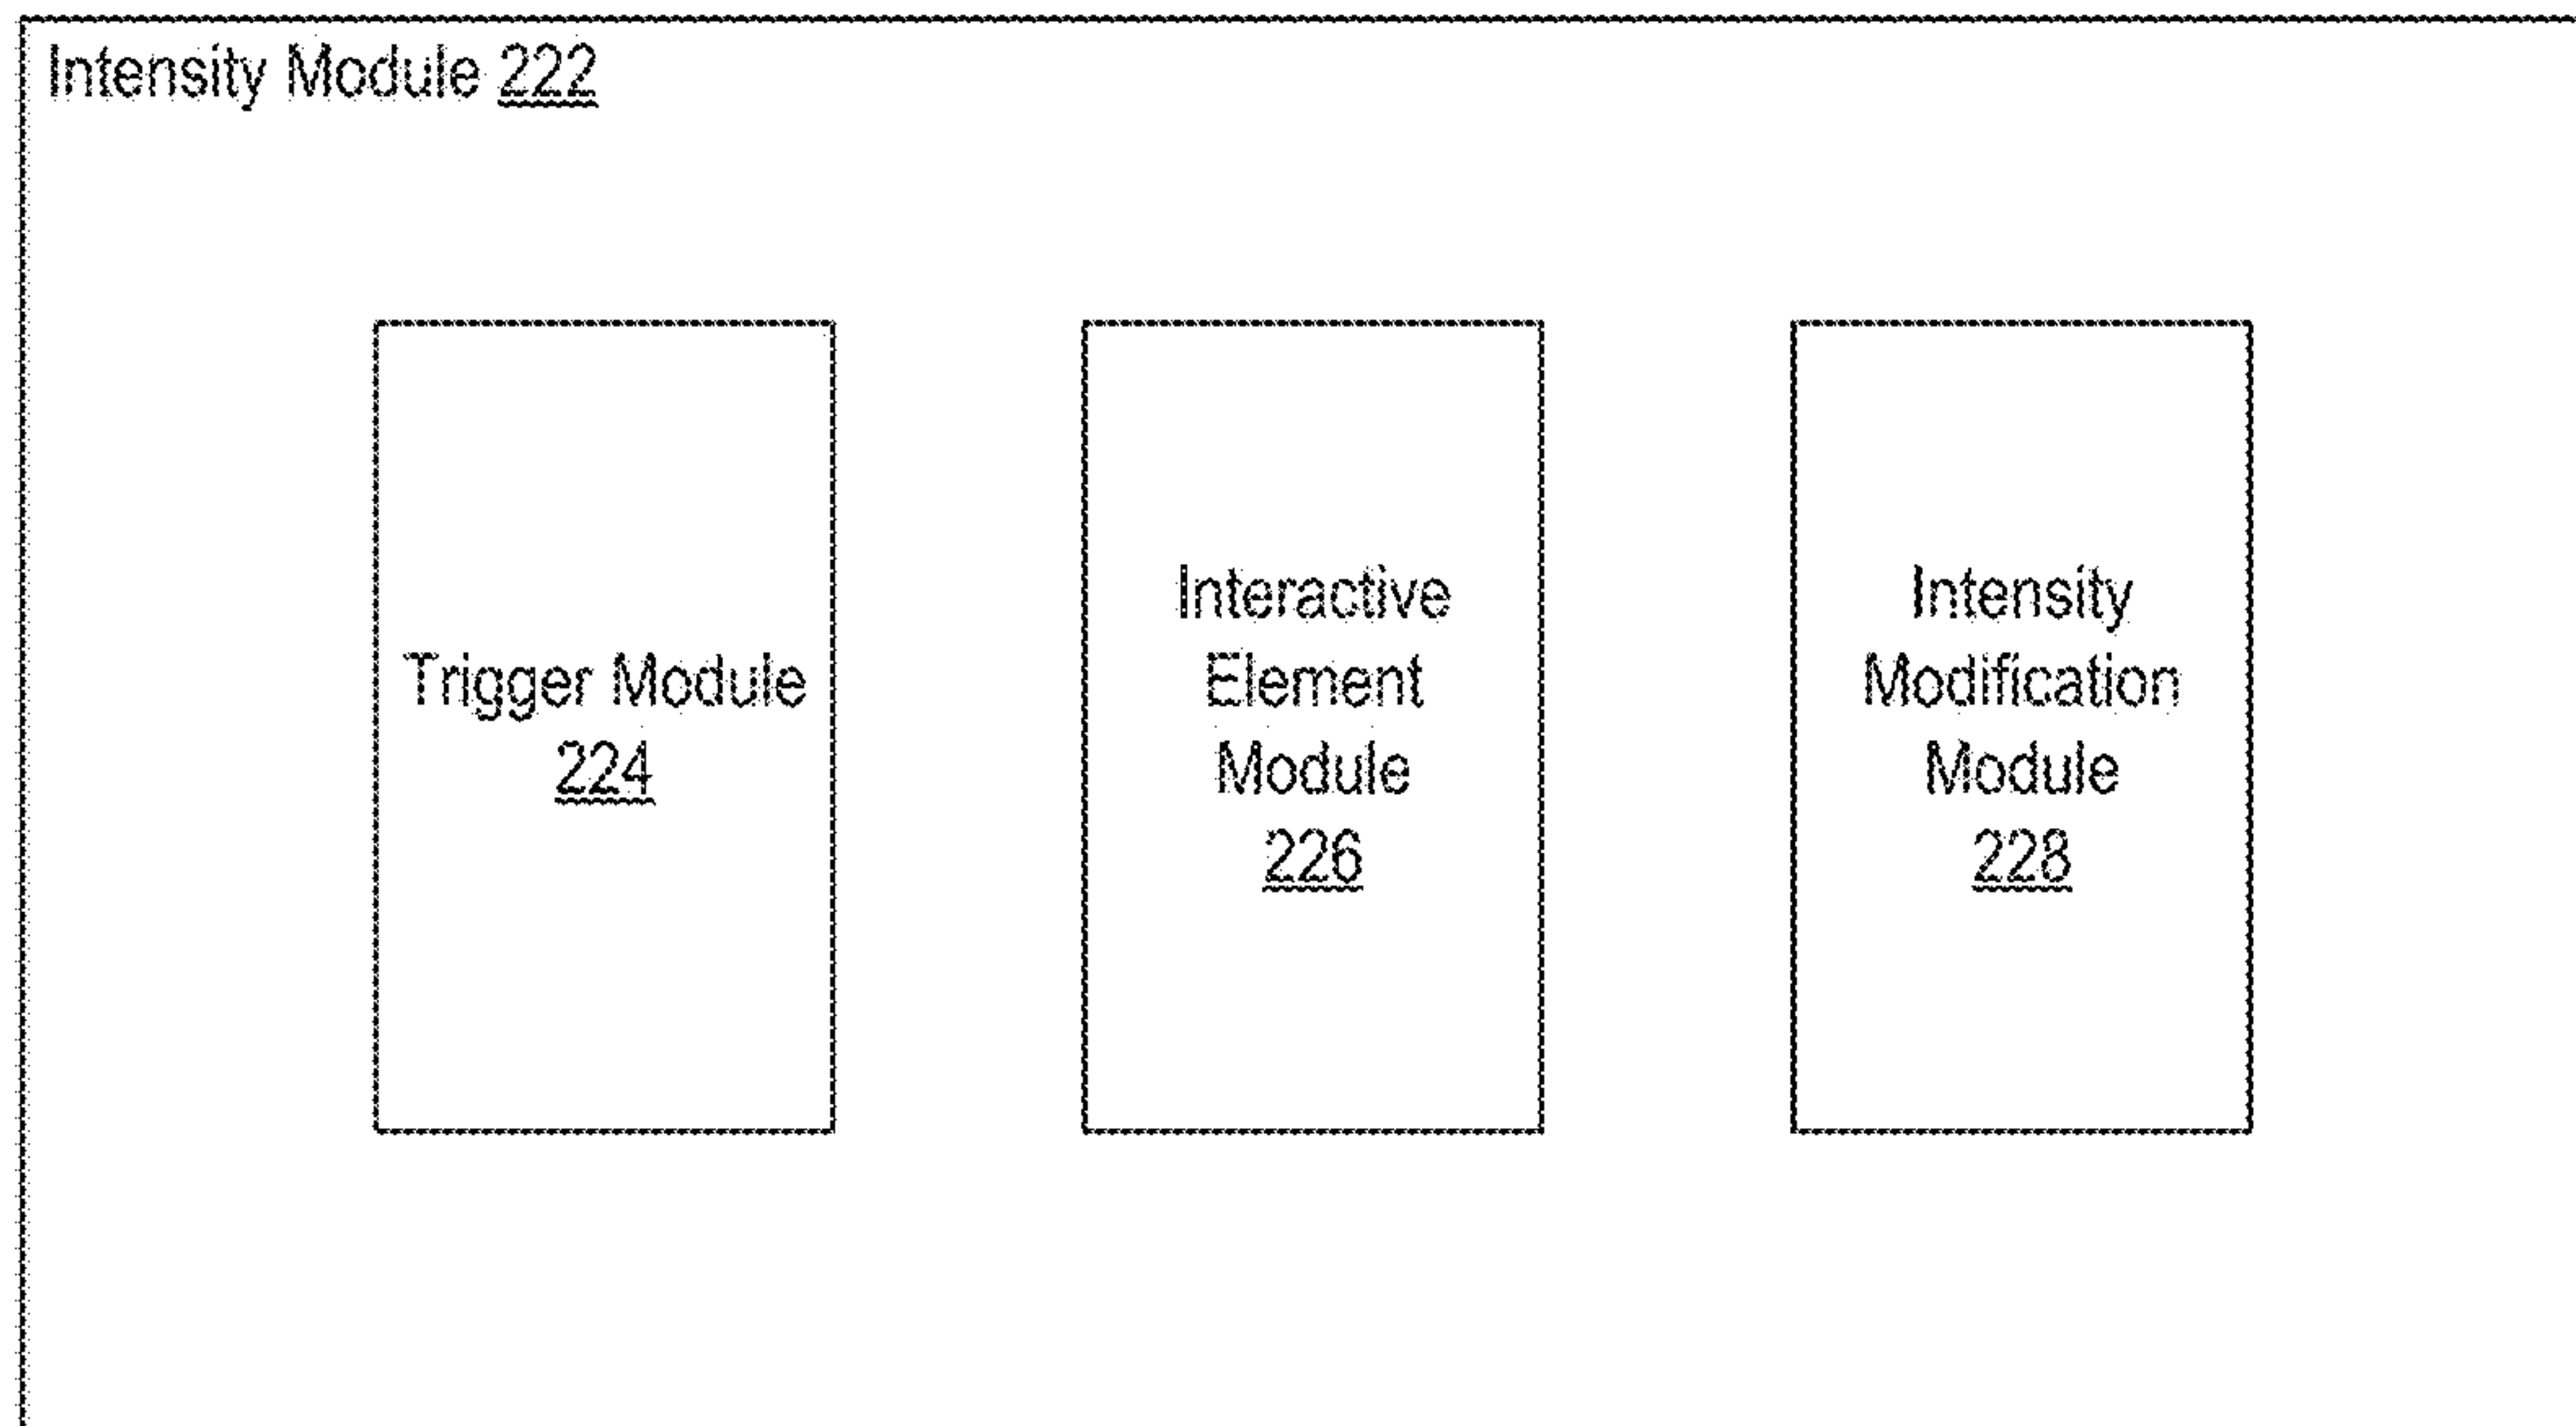 Intensity Module 222
Trigger Module
224
Interactive
Element
Module
226
Intensity
Modification
Module
228